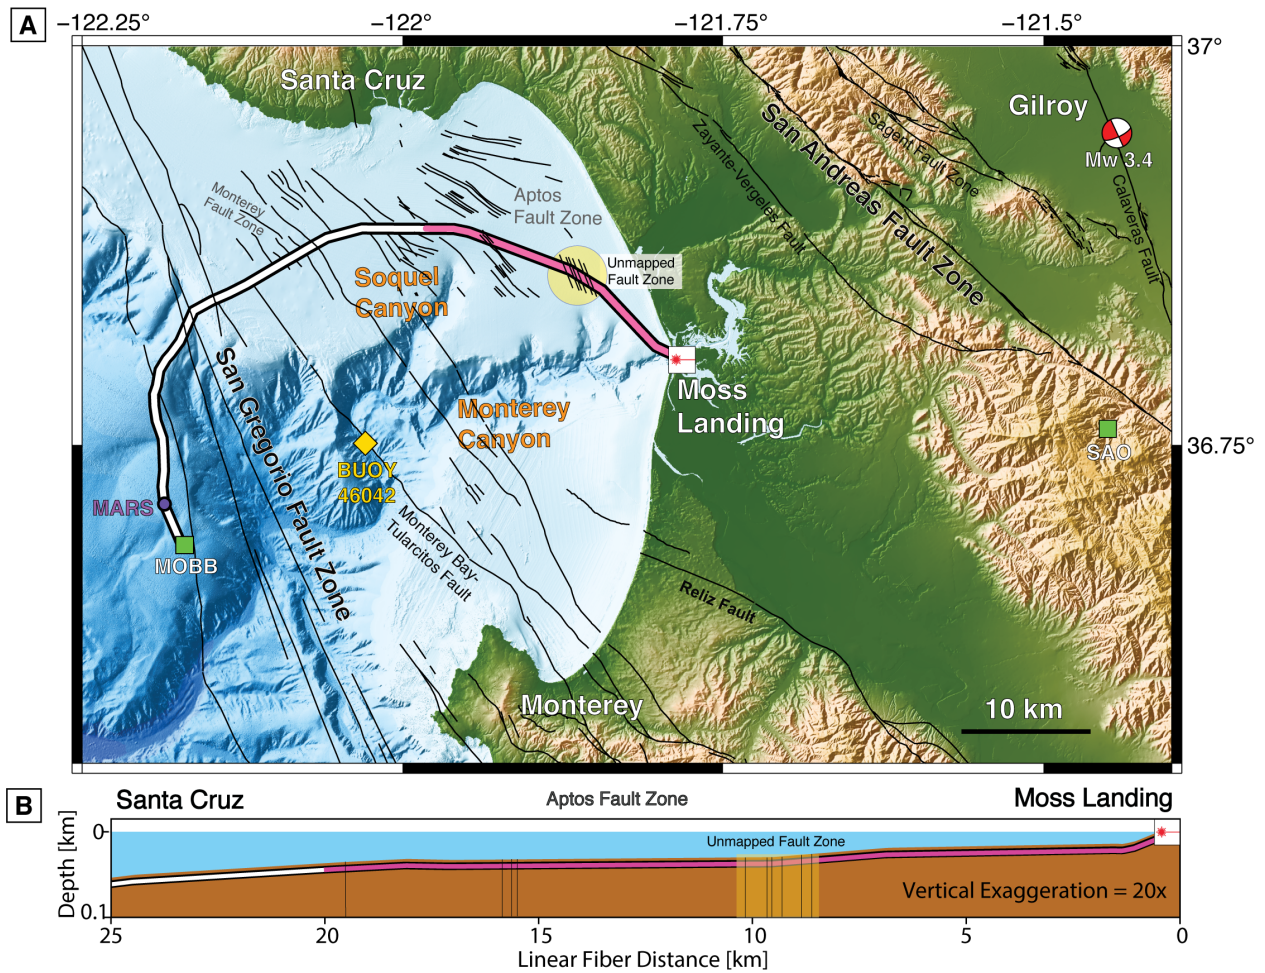 A
−122.25°
−122°
−121.75°
−121.5°
37°
Santa Cruz
Gilroy
Mw 3.4
San Andreas Fault Zone
Sagent Fault Zone
Zayante-Vergeles Fault
Calaveras Fault
Monterey
Fault Zone
Aptos
Fault Zone
Unmapped
Fault Zone
Soquel
Canyon
San Gregorio Fault Zone
Monterey
Canyon
Moss
Landing
36.75°
SAO
BUOY
46042
MARS
MOBB
Monterey Bay-
Tularcitos Fault
Reliz Fault
Monterey
10 km
B
Santa Cruz
Aptos Fault Zone
Moss Landing
Depth [km]
0
0.1
Unmapped Fault Zone
Vertical Exaggeration = 20x
25
20
15
10
5
0
Linear Fiber Distance [km]